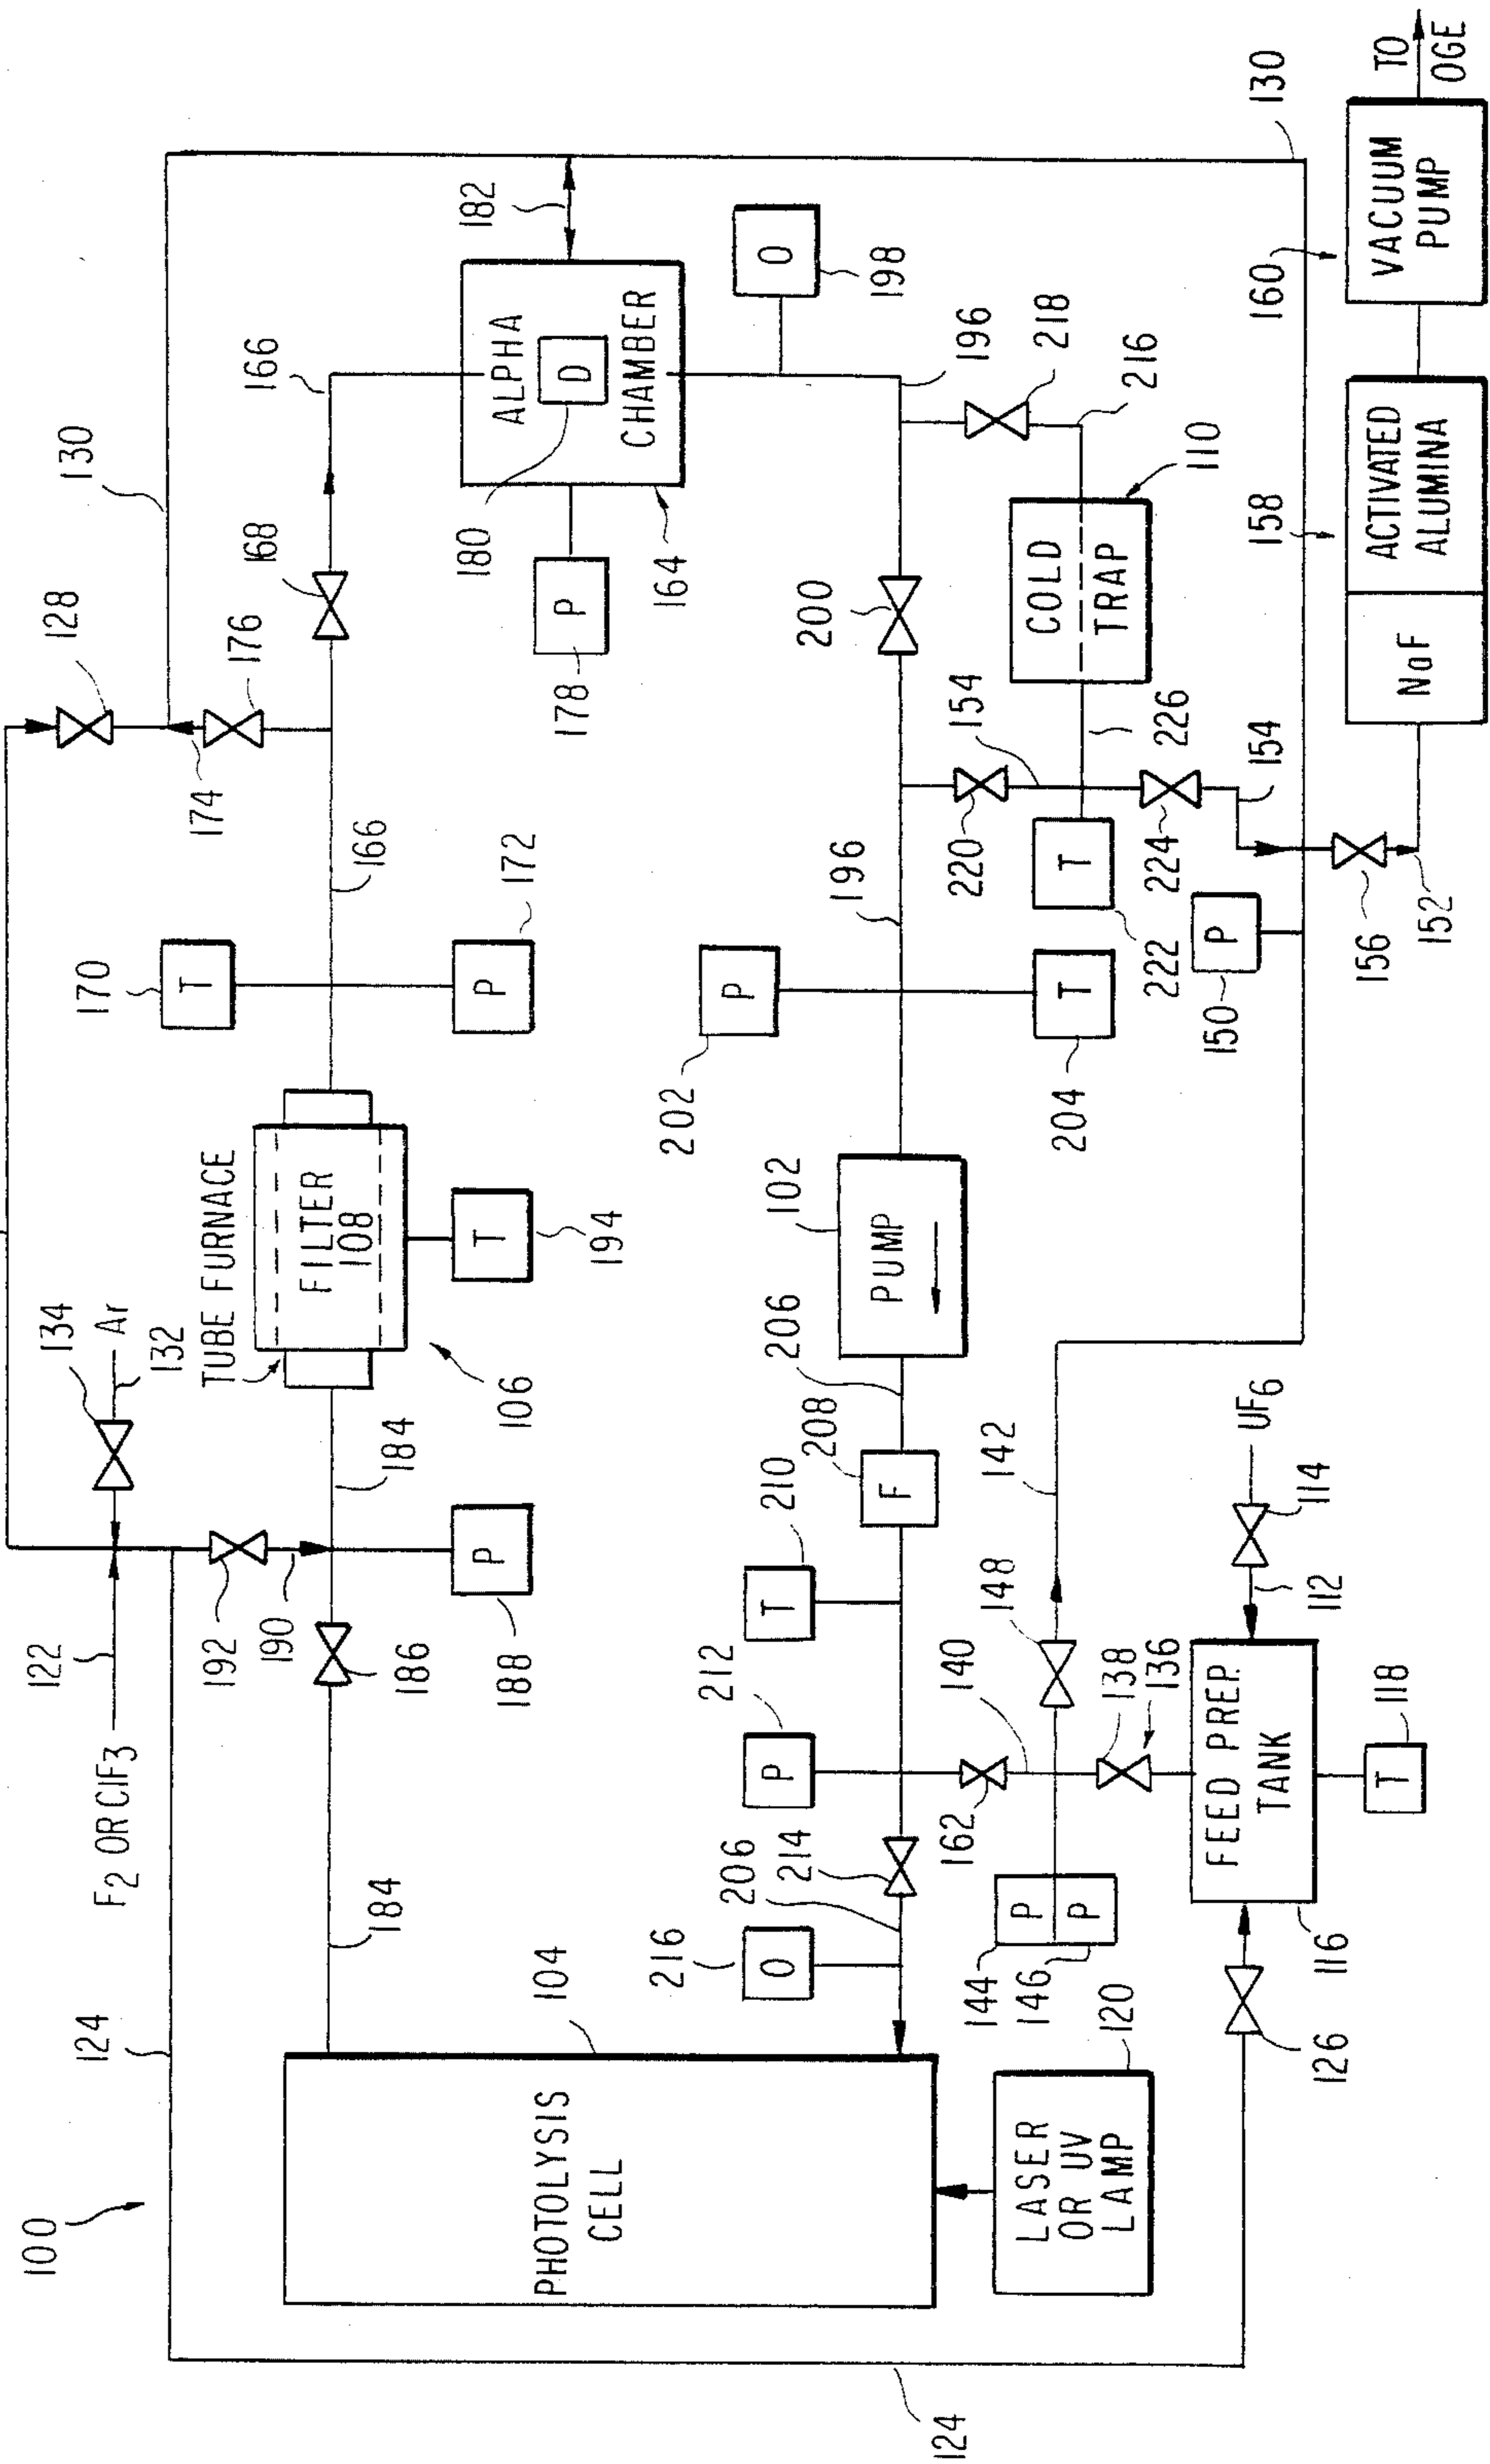 100
124
122
F2 OR ClF3
134
Ar
132
192
190
186
188
184
184
TUBE FURNACE
FILTER
108
106
T
194
P
170
T
P
172
166
174
176
128
130
168
166
ALPHA
D
CHAMBER
180
P
178
164
182
O
198
130
PHOTOLYSIS
CELL
104
LASER
OR UV
LAMP
120
124
216
O
206
214
P
212
T
210
F
208
206
PUMP
102
P
202
T
204
196
200
196
218
216
COLD
TRAP
110
154
220
T
222
226
224
154
P
150
156
152
158
NaF
ACTIVATED
ALUMINA
160
VACUUM
PUMP
TO
OGE
162
140
148
142
138
136
P
P
144
146
FEED PREP.
TANK
116
126
T
118
112
114
UF6